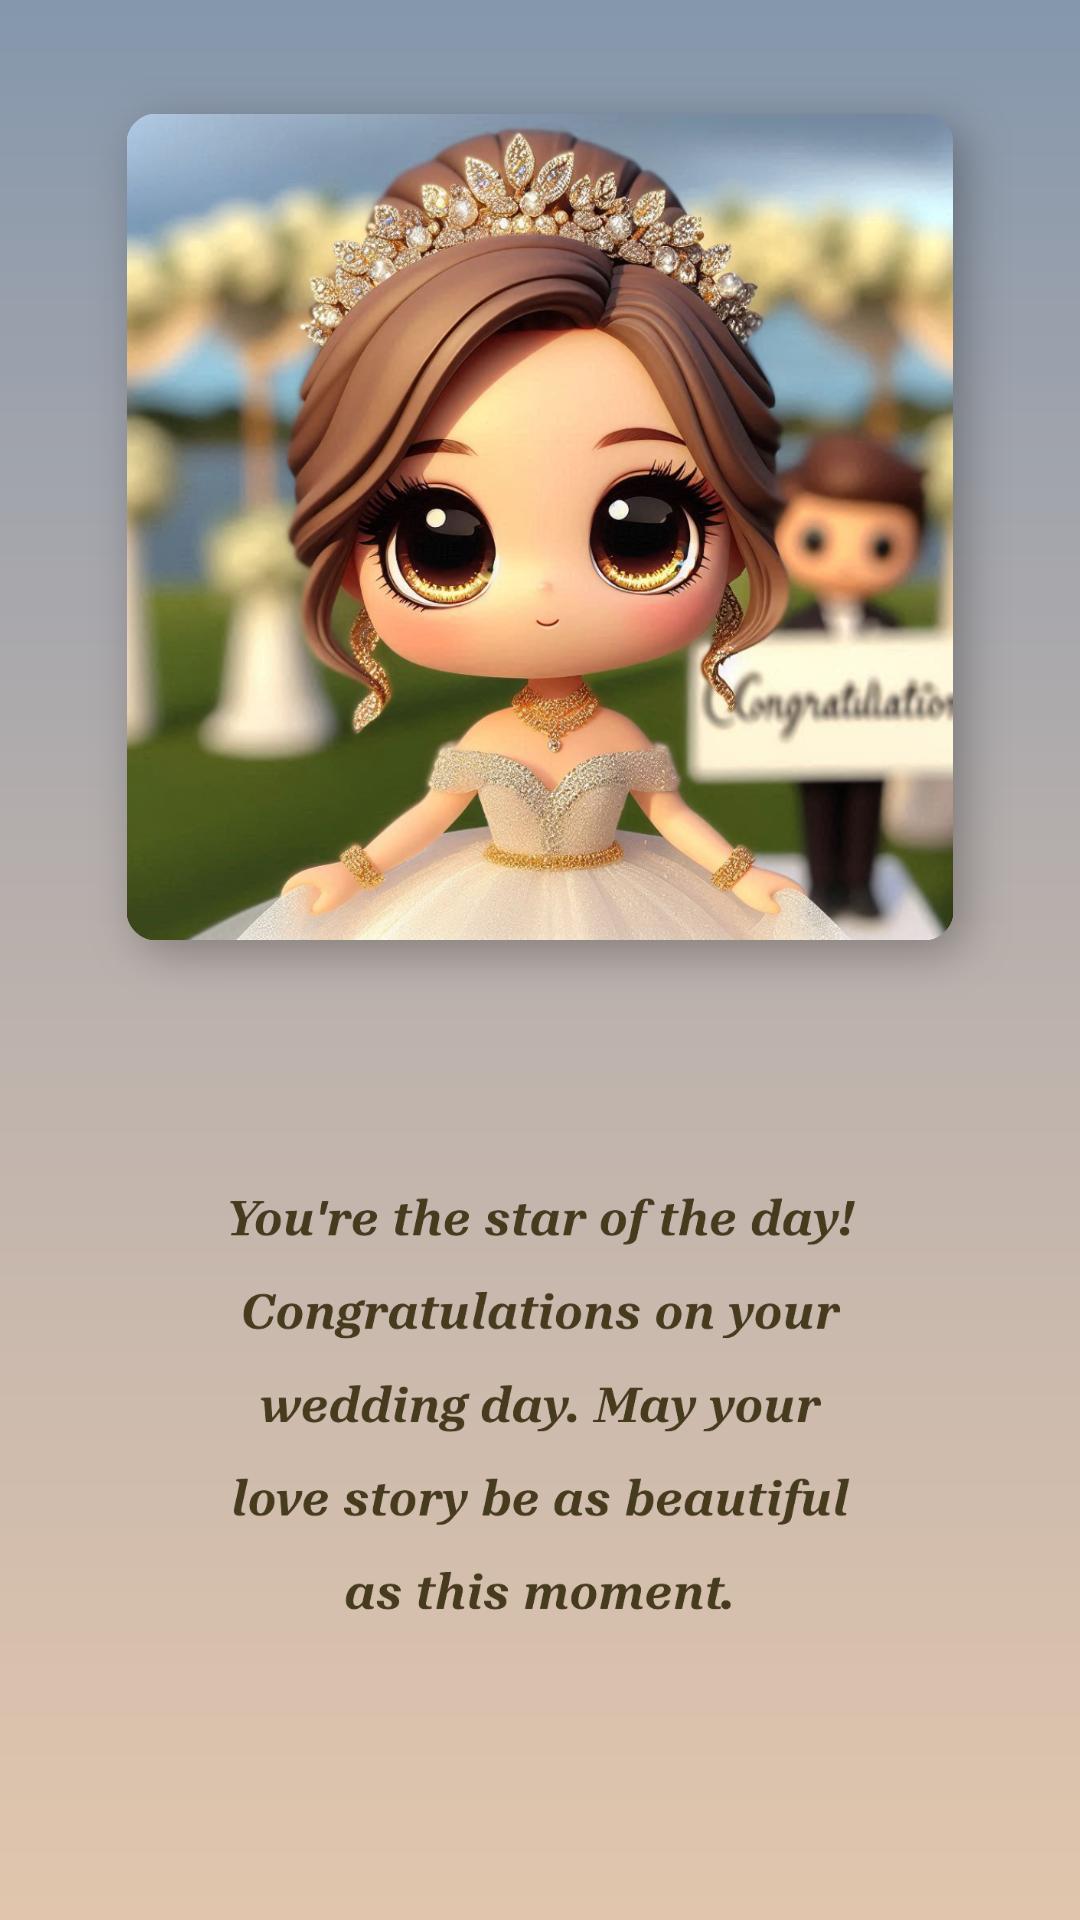 Congratulation
You're the star of the day!
Congratulations on your
wedding day. May your
love story be as beautiful
as this moment.